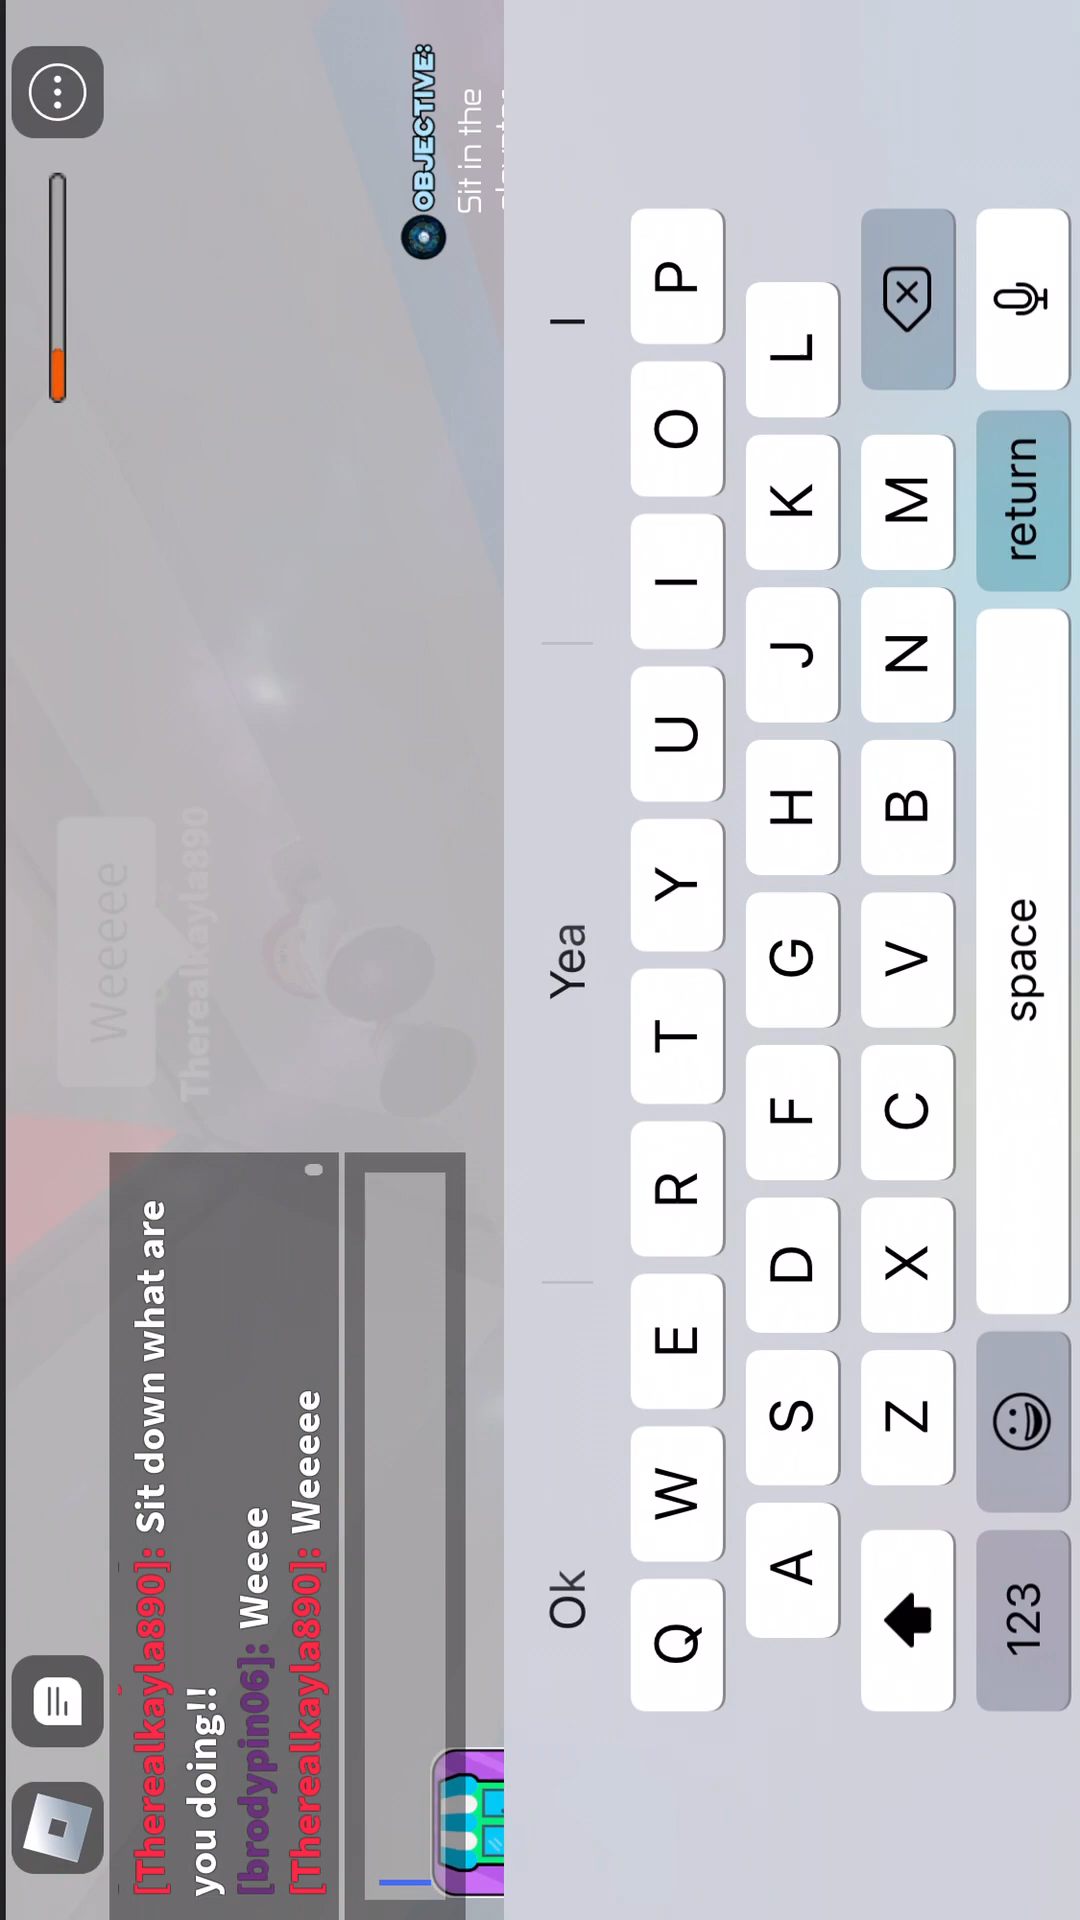 OBJECTIVE:
Sit in the
Weeeee
Therealkayla890
[Therealkayla890]: Sit down what are
you doing!!
[brodypin06]: Weeee
[Therealkayla890]: Weeeee
Ok
Yea
I
Q W E R T Y U I O P
A S D F G H J K L
Z X C V B N M
123
space
return